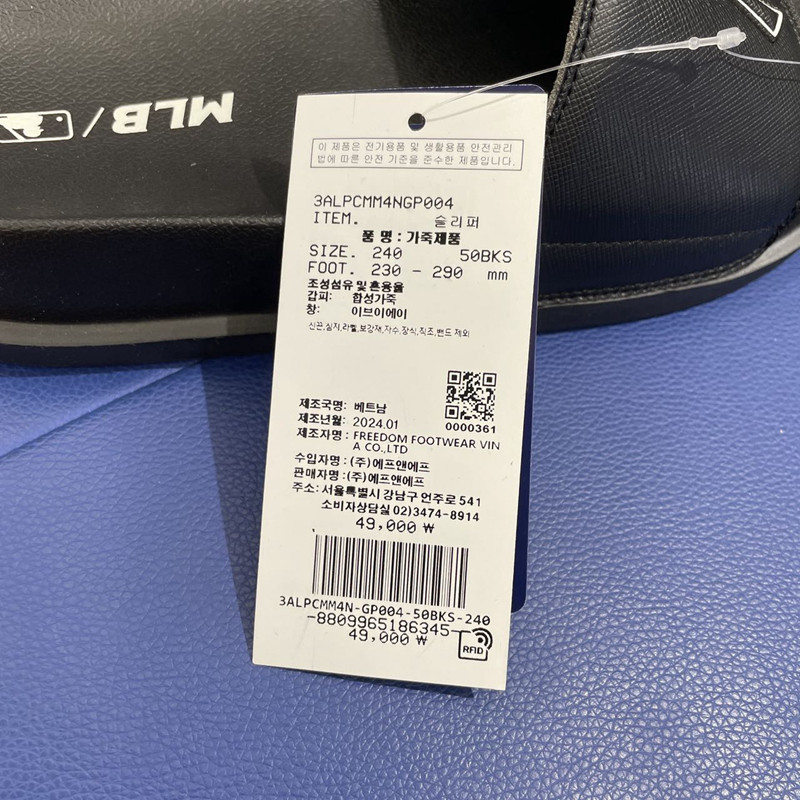 MLB/
이 제품은 전기용품 및 생활용품 안전관리
법에 따른 안전 기준을 준수한 제품입니다.
3ALPCMM4NGP004
ITEM. 슬리퍼
품 명 : 가죽제품
SIZE. 240 50BKS
FOOT. 230 - 290 mm
조성섬유 및 혼용율
갑피: 합성가죽
창: 이브이에이
신끈,실지,라벨,보강재,자수,장식,직조,밴드 제외
제조국명: 베트남
제조년월: 2024.01
제조자명 : FREEDOM FOOTWEAR VIN
A CO.,LTD
0000361
수입자명 : (주)에프앤에프
판매자명 : (주)에프앤에프
주소: 서울특별시 강남구 언주로 541
소비자상담실 02)3474-8914
49,000 ₩
3ALPCMM4N-GP004-50BKS-240
-8809965186345-
49,000 ₩
RFID